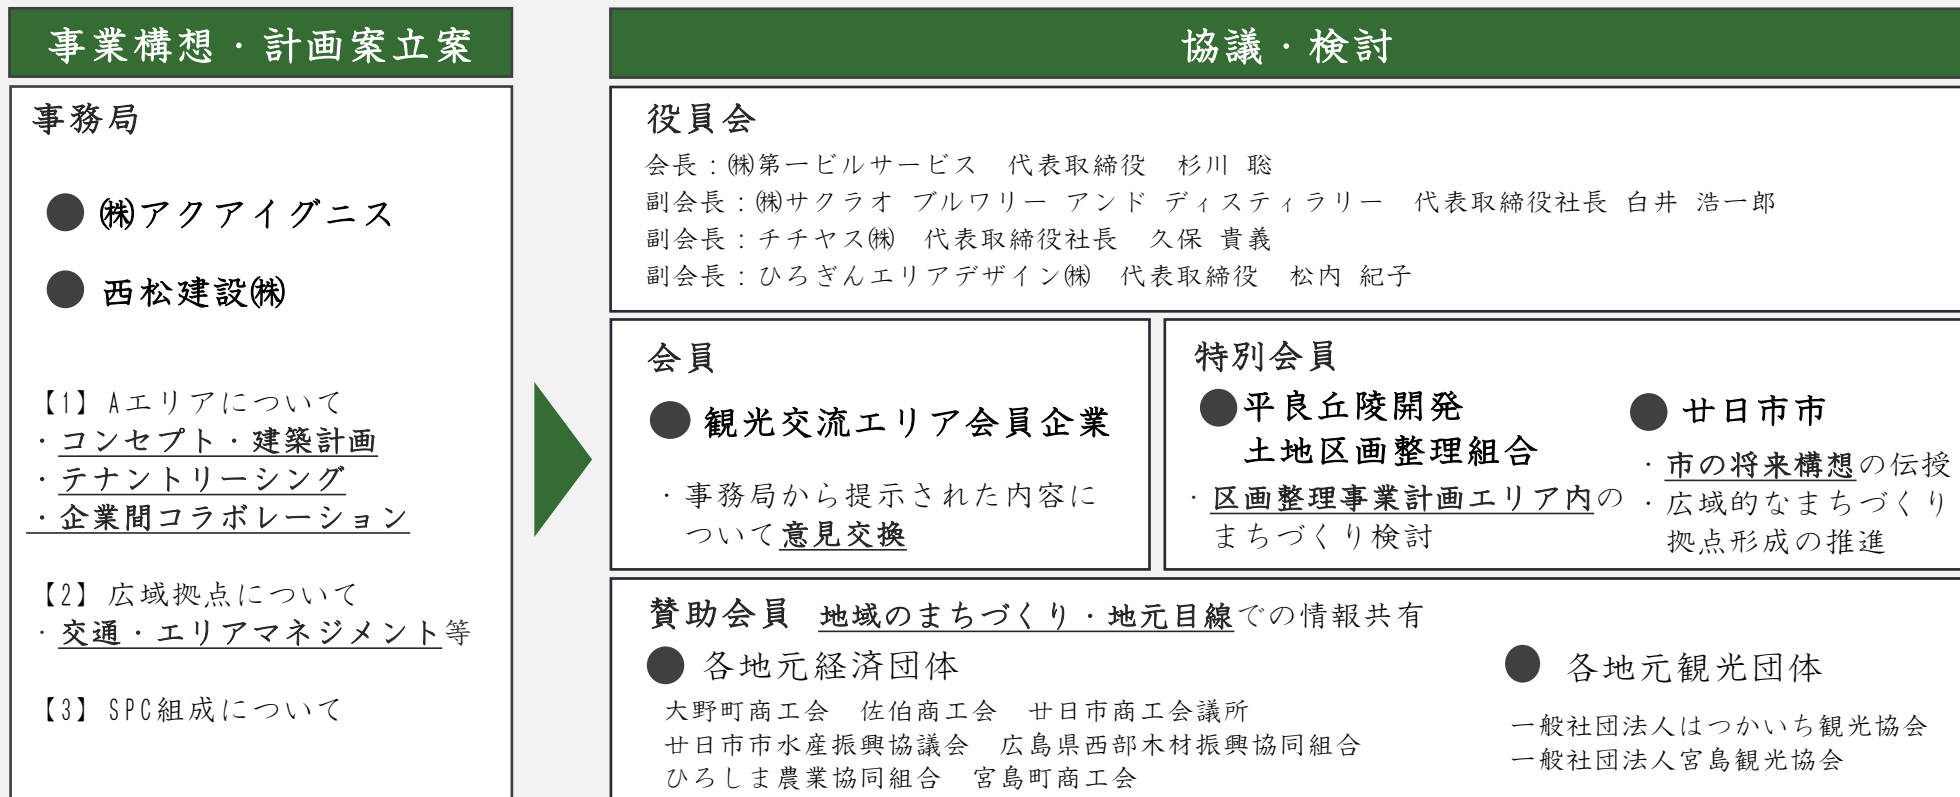 事業構想・計画案立案
事務局
● ㈱アクアイグニス
● 西松建設㈱
【1】Aエリアについて
・コンセプト・建築計画
・テナントリーシング
・企業間コラボレーション
【2】広域拠点について
・交通・エリアマネジメント等
【3】SPC組成について
協議・検討
役員会
会長：㈱第一ビルサービス　代表取締役　杉川 聡
副会長：㈱サクラオ ブルワリー アンド ディスティラリー　代表取締役社長 白井 浩一郎
副会長：チチヤス㈱　代表取締役社長　久保 貴義
副会長：ひろぎんエリアデザイン㈱　代表取締役　松内 紀子
会員
● 観光交流エリア会員企業
・事務局から提示された内容に
ついて意見交換
特別会員
●平良丘陵開発
土地区画整理組合
・区画整理事業計画エリア内の
まちづくり検討
● 廿日市市
・市の将来構想の伝授
・広域的なまちづくり
拠点形成の推進
賛助会員　地域のまちづくり・地元目線での情報共有
● 各地元経済団体
大野町商工会　佐伯商工会　廿日市商工会議所
廿日市市水産振興協議会　広島県西部木材振興協同組合
ひろしま農業協同組合　宮島町商工会
● 各地元観光団体
一般社団法人はつかいち観光協会
一般社団法人宮島観光協会